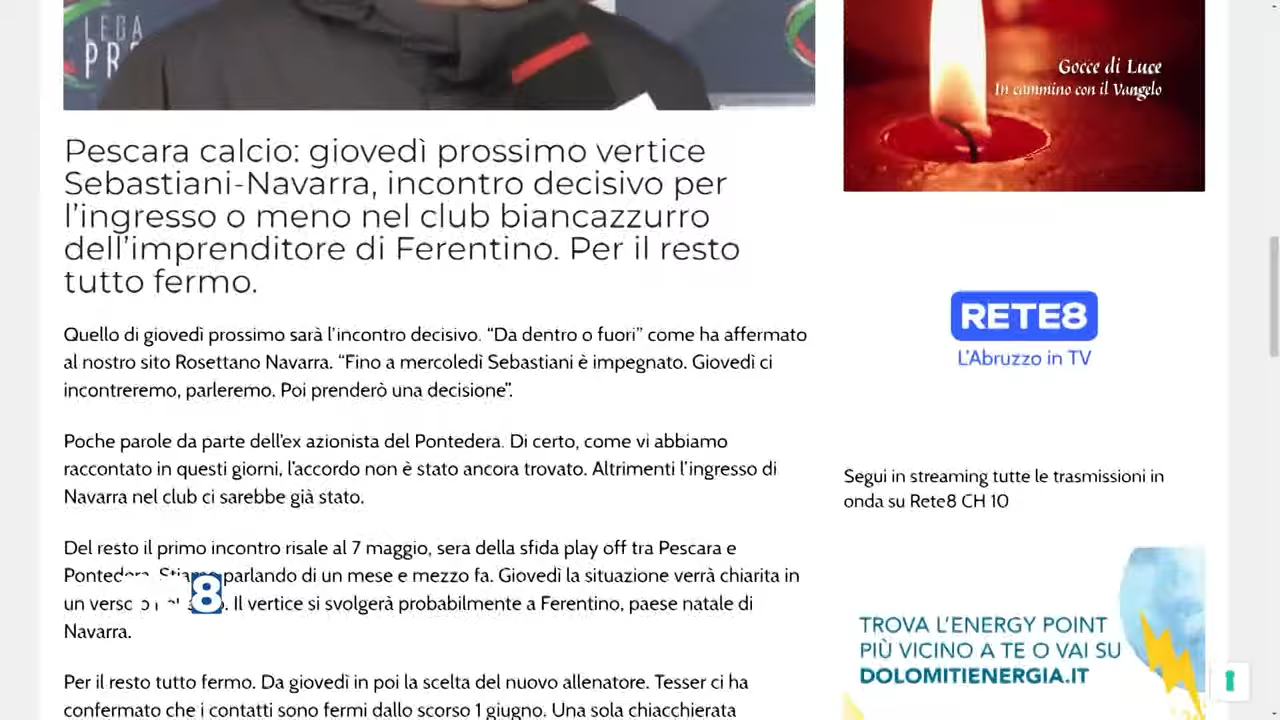 LEGA
PRO
Pescara calcio: giovedì prossimo vertice
Sebastiani-Navarra, incontro decisivo per
l’ingresso o meno nel club biancazzurro
dell’imprenditore di Ferentino. Per il resto
tutto fermo.
Quello di giovedì prossimo sarà l’incontro decisivo. “Da dentro o fuori” come ha affermato
al nostro sito Rosettano Navarra. “Fino a mercoledì Sebastiani è impegnato. Giovedì ci
incontreremo, parleremo. Poi prenderò una decisione”.
Poche parole da parte dell’ex azionista del Pontedera. Di certo, come vi abbiamo
raccontato in questi giorni, l’accordo non è stato ancora trovato. Altrimenti l’ingresso di
Navarra nel club ci sarebbe già stato.
Del resto il primo incontro risale al 7 maggio, sera della sfida play off tra Pescara e
Pontedera. Stiamo parlando di un mese e mezzo fa. Giovedì la situazione verrà chiarita in
un verso o 8 . Il vertice si svolgerà probabilmente a Ferentino, paese natale di
Navarra.
Per il resto tutto fermo. Da giovedì in poi la scelta del nuovo allenatore. Tesser ci ha
confermato che i contatti sono fermi dallo scorso 1 giugno. Una sola chiacchierata
Gocce di Luce
In cammino con il Vangelo
RETE8
L’Abruzzo in TV
Segui in streaming tutte le trasmissioni in
onda su Rete8 CH 10
TROVA L’ENERGY POINT
PIÙ VICINO A TE O VAI SU
DOLOMITIENERGIA.IT